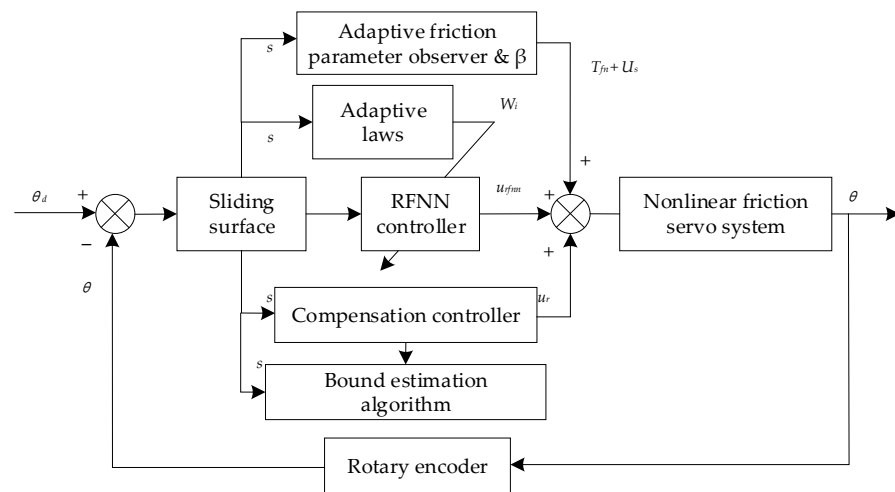 s
Adaptive friction
parameter observer & β
T_fn + U_s
s
Adaptive
laws
W_i
+
θ_d
+
Sliding
surface
RFNN
controller
u_rfnn
+
Nonlinear friction
servo system
θ
−
θ
+
s
Compensation controller
u_r
s
Bound estimation
algorithm
Rotary encoder